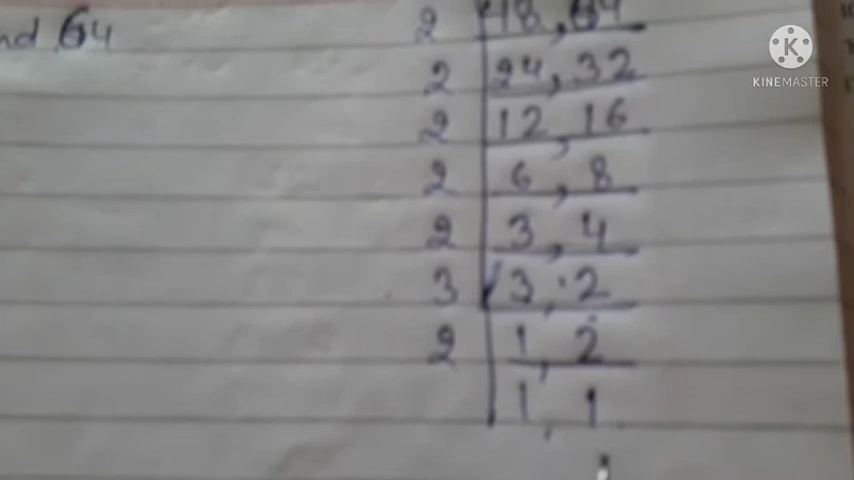 nd 64
2 48, 64
2 24, 32
2 12, 16
2 6, 8
2 3, 4
3 3, 2
2 1, 2
1, 1
K
KINEMASTER